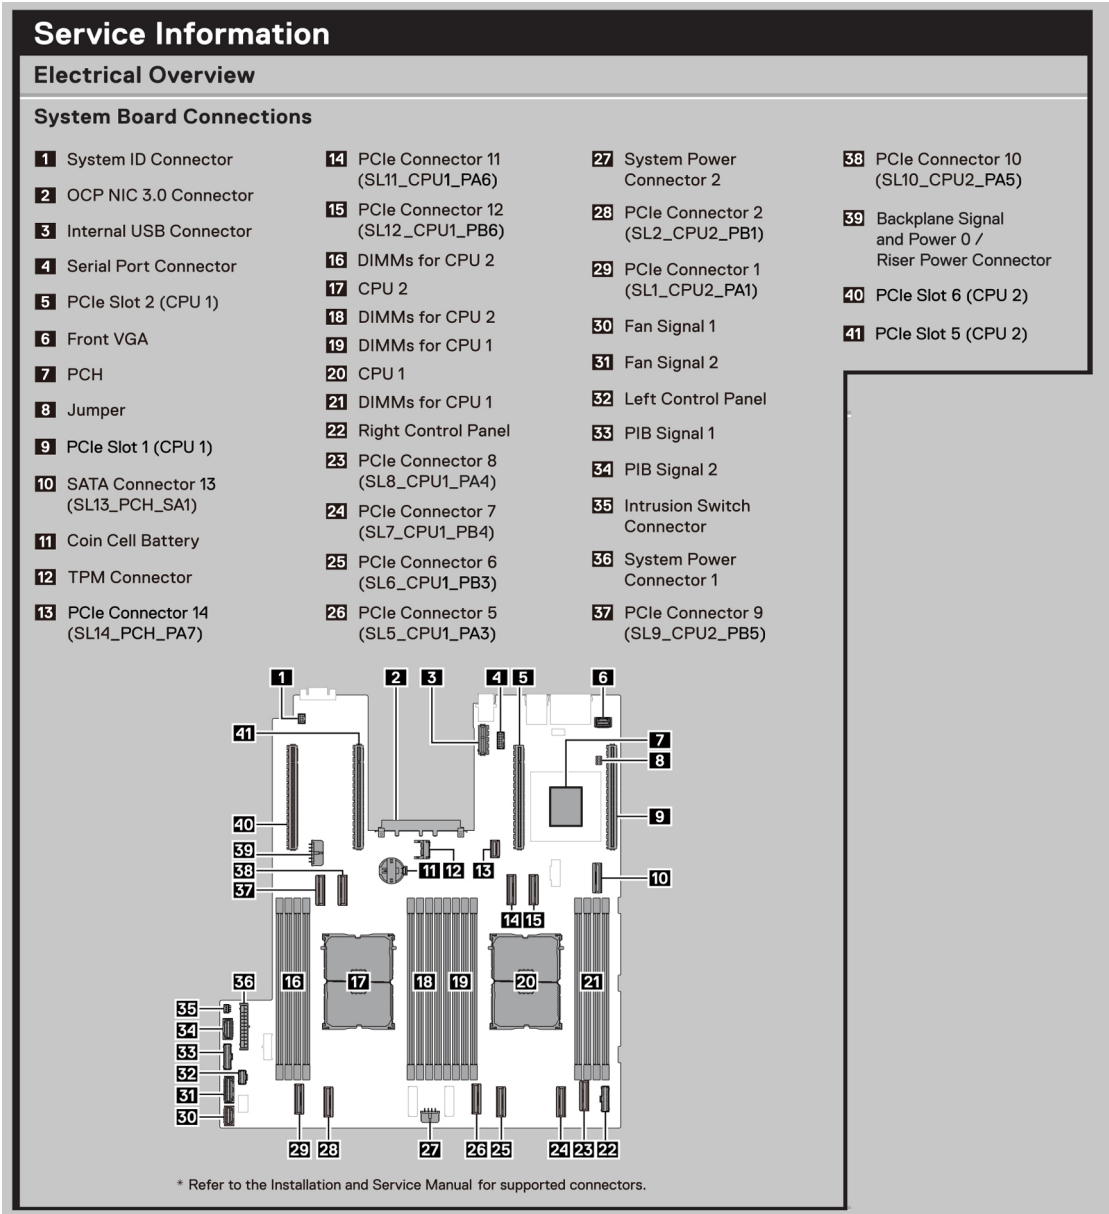 Service Information
Electrical Overview
System Board Connections
1 System ID Connector
2 OCP NIC 3.0 Connector
3 Internal USB Connector
4 Serial Port Connector
5 PCIe Slot 2 (CPU 1)
6 Front VGA
7 PCH
8 Jumper
9 PCIe Slot 1 (CPU 1)
10 SATA Connector 13
(SL13_PCH_SA1)
11 Coin Cell Battery
12 TPM Connector
13 PCIe Connector 14
(SL14_PCH_PA7)
14 PCIe Connector 11
(SL11_CPU1_PA6)
15 PCIe Connector 12
(SL12_CPU1_PB6)
16 DIMMs for CPU 2
17 CPU 2
18 DIMMs for CPU 2
19 DIMMs for CPU 1
20 CPU 1
21 DIMMs for CPU 1
22 Right Control Panel
23 PCIe Connector 8
(SL8_CPU1_PA4)
24 PCIe Connector 7
(SL7_CPU1_PB4)
25 PCIe Connector 6
(SL6_CPU1_PB3)
26 PCIe Connector 5
(SL5_CPU1_PA3)
27 System Power
Connector 2
28 PCIe Connector 2
(SL2_CPU2_PB1)
29 PCIe Connector 1
(SL1_CPU2_PA1)
30 Fan Signal 1
31 Fan Signal 2
32 Left Control Panel
33 PIB Signal 1
34 PIB Signal 2
35 Intrusion Switch
Connector
36 System Power
Connector 1
37 PCIe Connector 9
(SL9_CPU2_PB5)
38 PCIe Connector 10
(SL10_CPU2_PA5)
39 Backplane Signal
and Power 0 /
Riser Power Connector
40 PCIe Slot 6 (CPU 2)
41 PCIe Slot 5 (CPU 2)
1 2 3 4 5 6
41 7
8
9
40
39
38 11 12 13 10
37
14 15
36 16 17 18 19 20 21
35
34
33
32
31
30
29 28 27 26 25 24 23 22
* Refer to the Installation and Service Manual for supported connectors.